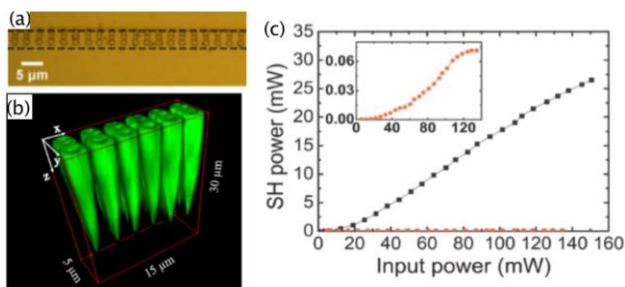 (a)
5 μm
(b)
x
y
z
30 μm
5 μm
15 μm
(c)
SH power (mW)
35
30
25
20
15
10
5
0
0.06
0.03
0.00
0 40 80 120
0 20 40 60 80 100 120 140 160
Input power (mW)